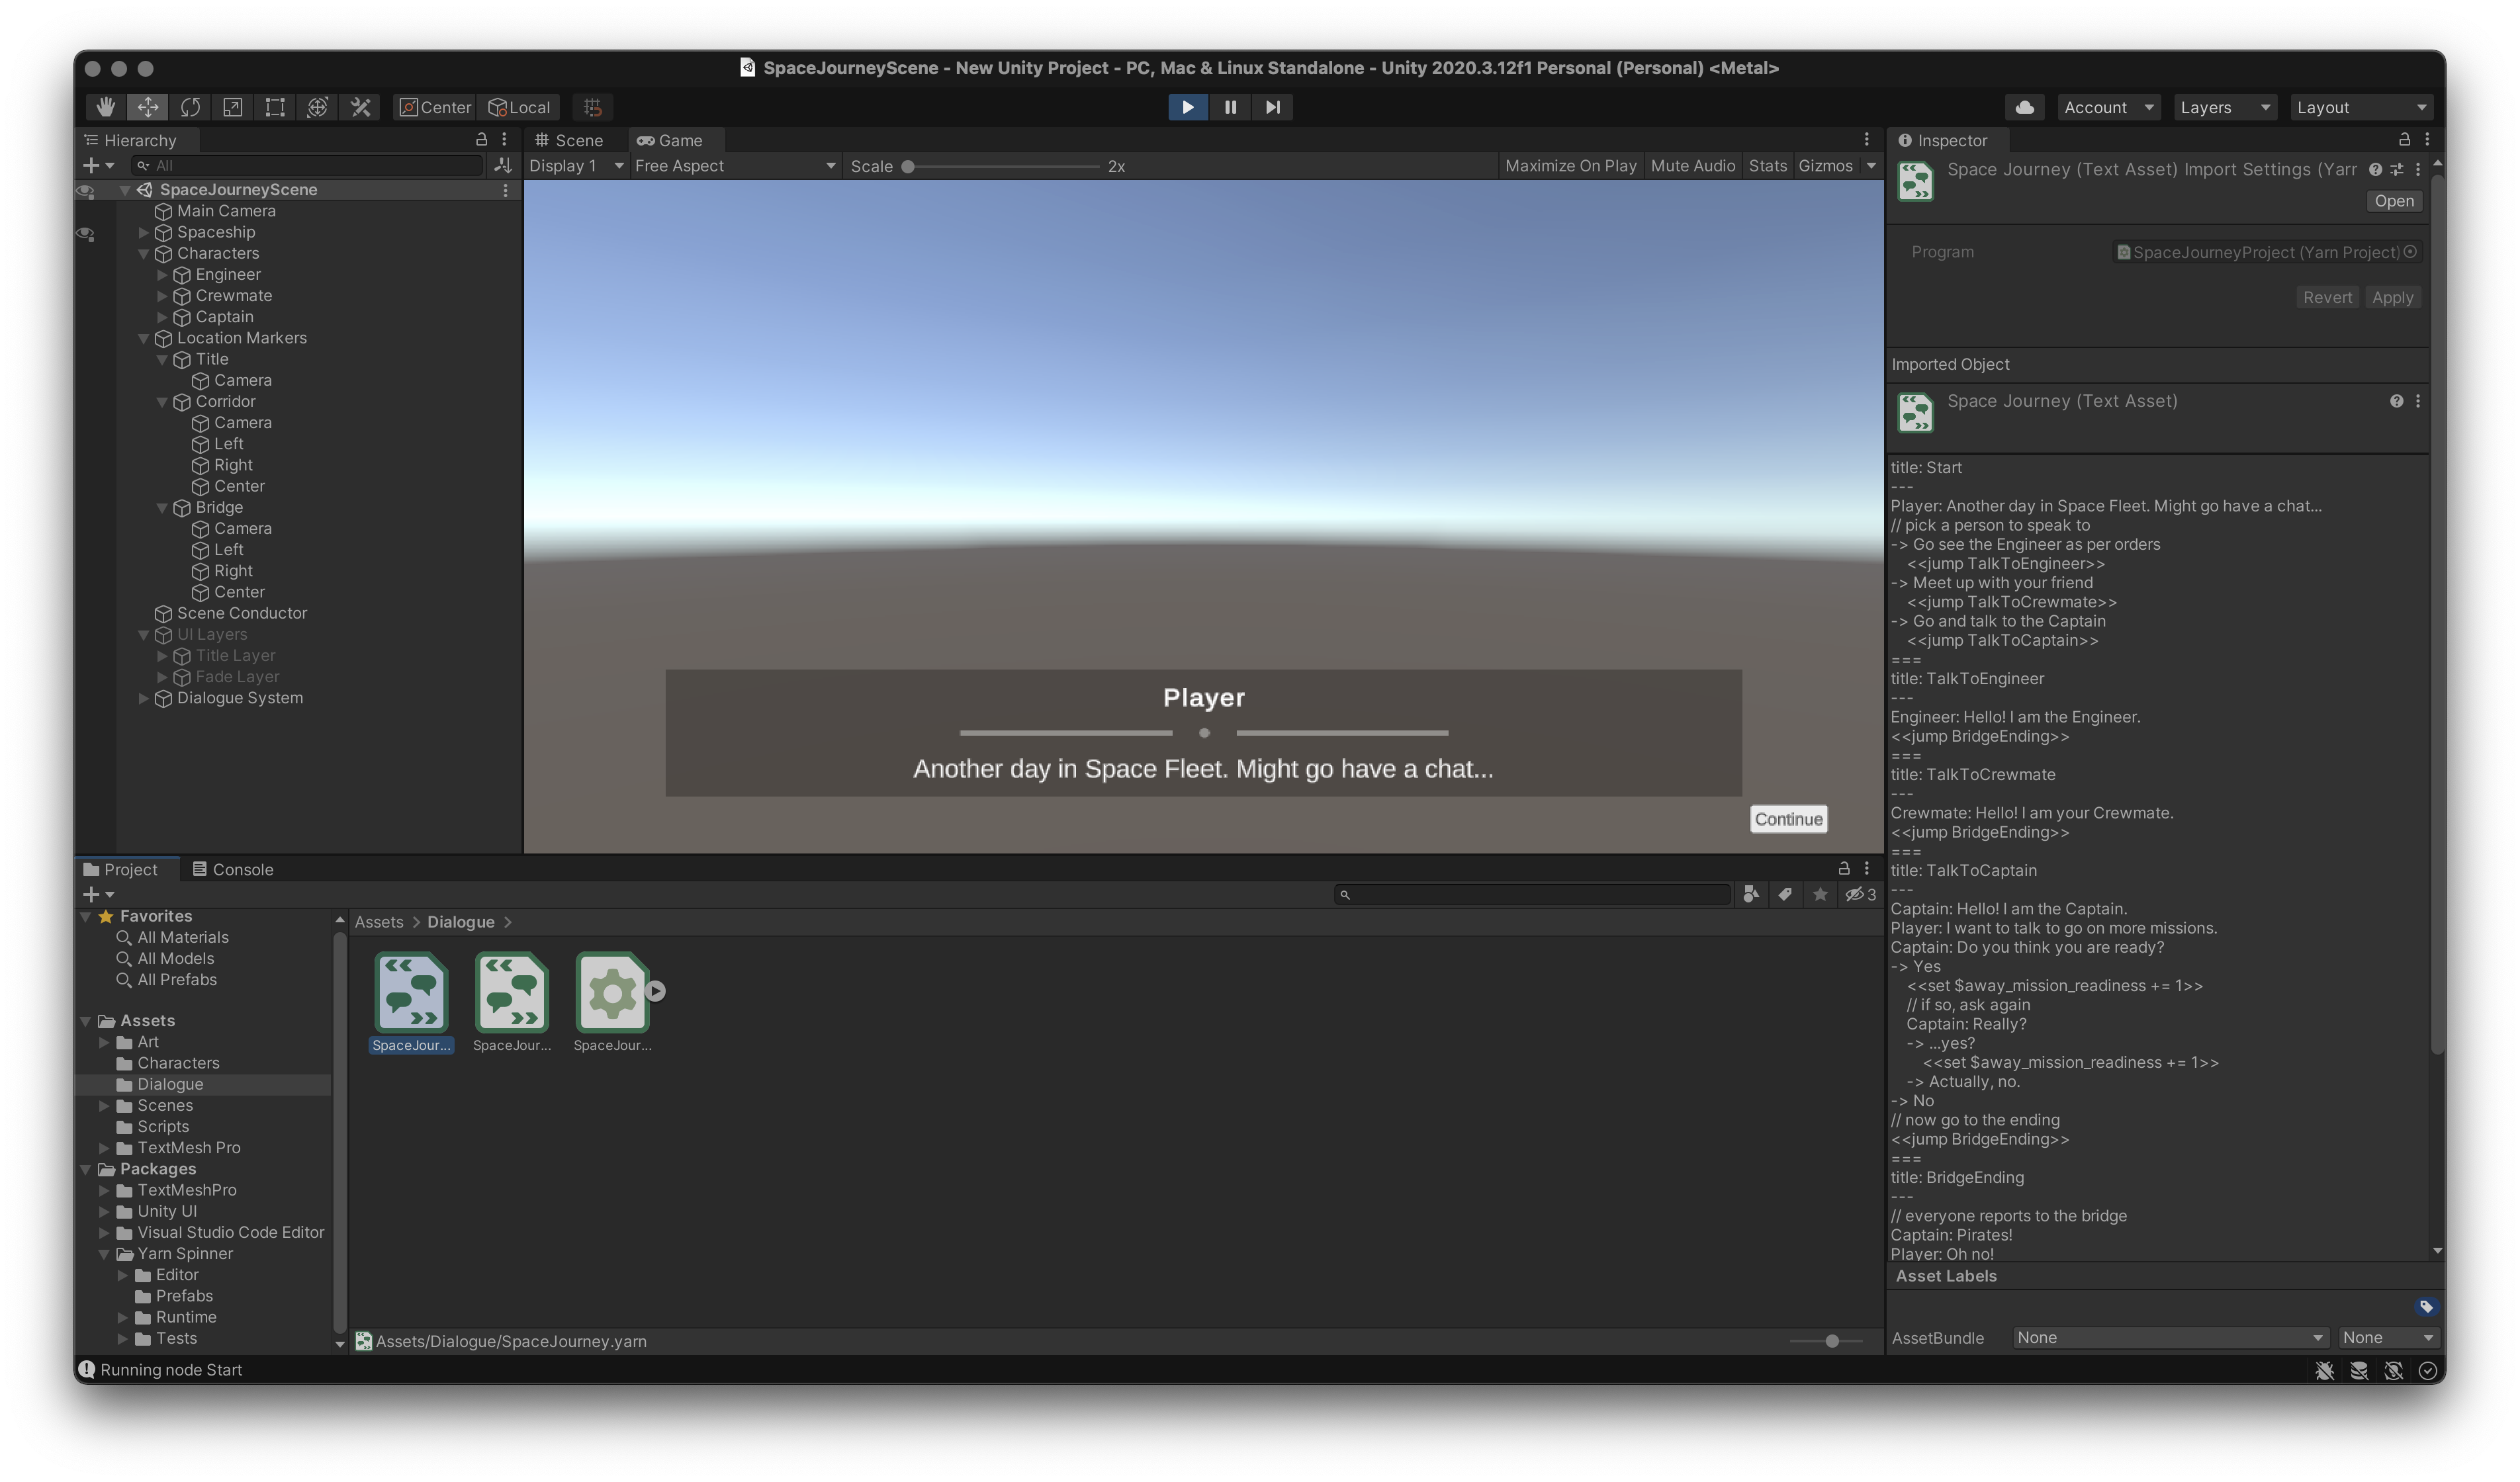 SpaceJourneyScene - New Unity Project - PC, Mac & Linux Standalone - Unity 2020.3.12f1 Personal (Personal) <Metal>
Center
Local
Account
Layers
Layout
Hierarchy
All
SpaceJourneyScene
Main Camera
Spaceship
Characters
Engineer
Crewmate
Captain
Location Markers
Title
Camera
Corridor
Camera
Left
Right
Center
Bridge
Camera
Left
Right
Center
Scene Conductor
UI Layers
Title Layer
Fade Layer
Dialogue System
Scene
Game
Display 1
Free Aspect
Scale
2x
Maximize On Play
Mute Audio
Stats
Gizmos
Player
Another day in Space Fleet. Might go have a chat...
Continue
Inspector
Space Journey (Text Asset) Import Settings (Yarr
Open
Program
SpaceJourneyProject (Yarn Project)
Revert
Apply
Imported Object
Space Journey (Text Asset)
title: Start
---
Player: Another day in Space Fleet. Might go have a chat...
// pick a person to speak to
-> Go see the Engineer as per orders
<<jump TalkToEngineer>>
-> Meet up with your friend
<<jump TalkToCrewmate>>
-> Go and talk to the Captain
<<jump TalkToCaptain>>
===
title: TalkToEngineer
---
Engineer: Hello! I am the Engineer.
<<jump BridgeEnding>>
===
title: TalkToCrewmate
---
Crewmate: Hello! I am your Crewmate.
<<jump BridgeEnding>>
===
title: TalkToCaptain
---
Captain: Hello! I am the Captain.
Player: I want to talk to go on more missions.
Captain: Do you think you are ready?
-> Yes
<<set $away_mission_readiness += 1>>
// if so, ask again
Captain: Really?
-> ...yes?
<<set $away_mission_readiness += 1>>
-> Actually, no.
-> No
// now go to the ending
<<jump BridgeEnding>>
===
title: BridgeEnding
---
// everyone reports to the bridge
Captain: Pirates!
Player: Oh no!
Asset Labels
AssetBundle
None
None
Project
Console
3
Favorites
All Materials
All Models
All Prefabs
Assets
Art
Characters
Dialogue
Scenes
Scripts
TextMesh Pro
Packages
TextMeshPro
Unity UI
Visual Studio Code Editor
Yarn Spinner
Editor
Prefabs
Runtime
Tests
Assets > Dialogue >
SpaceJour...
SpaceJour...
SpaceJour...
Assets/Dialogue/SpaceJourney.yarn
Running node Start